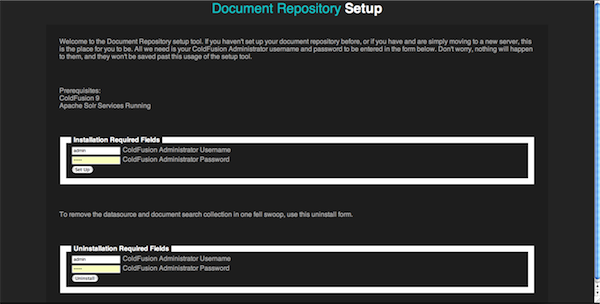 Document Repository Setup
Welcome to the Document Repository setup tool. If you haven't set up your document repository before, or if you have and are simply moving to a new server, this
is the place for you to be. All we need is your ColdFusion Administrator username and password to be entered in the form below. Don't worry, nothing will happen
to them, and they won't be saved past this usage of the setup tool.
Prerequisites:
ColdFusion 9
Apache Solr Services Running
Installation Required Fields
admin ColdFusion Administrator Username
····· ColdFusion Administrator Password
Set Up
To remove the datasource and document search collection in one fell swoop, use this uninstall form.
Uninstallation Required Fields
admin ColdFusion Administrator Username
····· ColdFusion Administrator Password
Uninstall